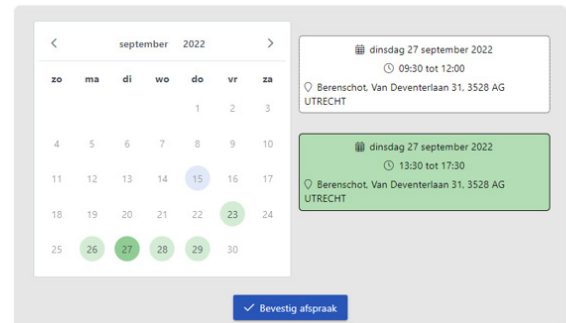 september 2022
zo ma di wo do vr za
1 2 3
4 5 6 7 8 9 10
11 12 13 14 15 16 17
18 19 20 21 22 23 24
25 26 27 28 29 30
dinsdag 27 september 2022
09:30 tot 12:00
Berenschot, Van Deventerlaan 31, 3528 AG
UTRECHT
dinsdag 27 september 2022
13:30 tot 17:30
Berenschot, Van Deventerlaan 31, 3528 AG
UTRECHT
Bevestig afspraak